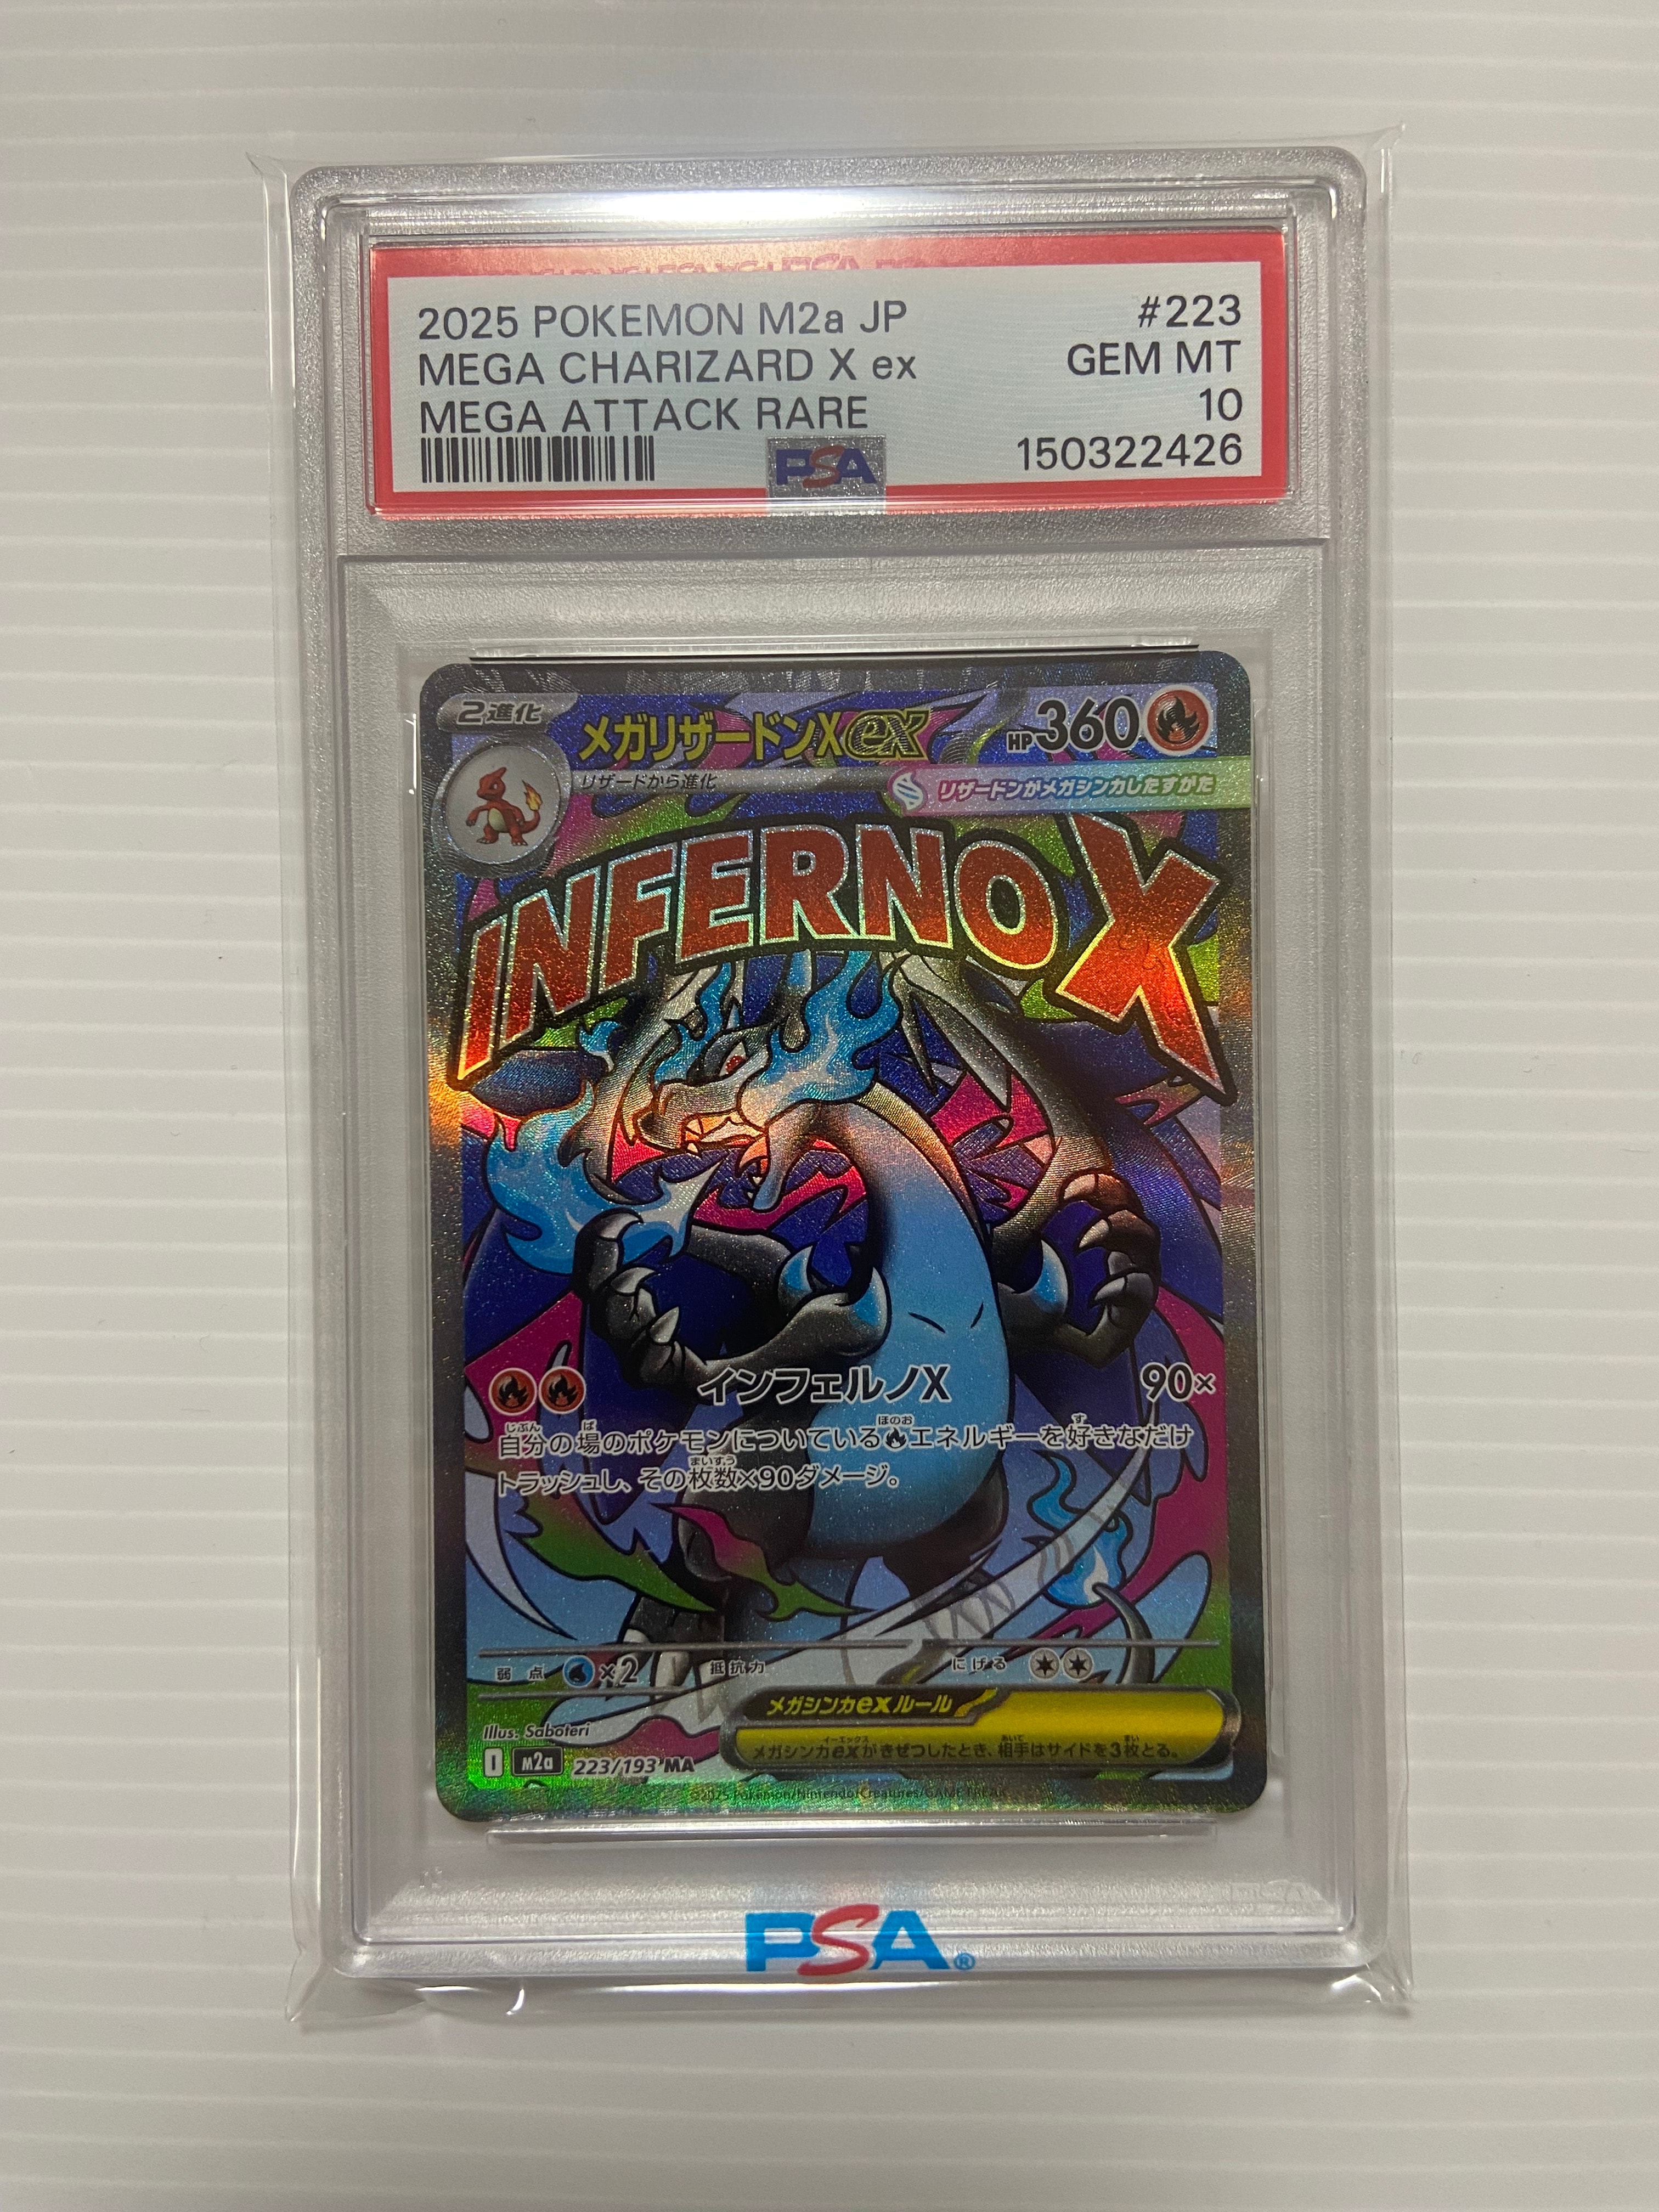 2025 POKEMON M2a JP #223
MEGA CHARIZARD X ex GEM MT
MEGA ATTACK RARE 10
PSA 150322426
2進化 メガリザードンXex HP360
リザードから進化 リザードンがメガシンカしたすがた
INFERNO X
インフェルノX 90×
自分の場のポケモンについているエネルギーを好きなだけ
トラッシュし、その枚数×90ダメージ。
弱点 ×2 抵抗力 にげる
メガシンカexルール
メガシンカexがきぜつしたとき、相手はサイドを3枚とる。
Illus. Saboteri
I M2a 223/193 MA
©2025 Pokémon/Nintendo/Creatures/GAME FREAK
PSA®